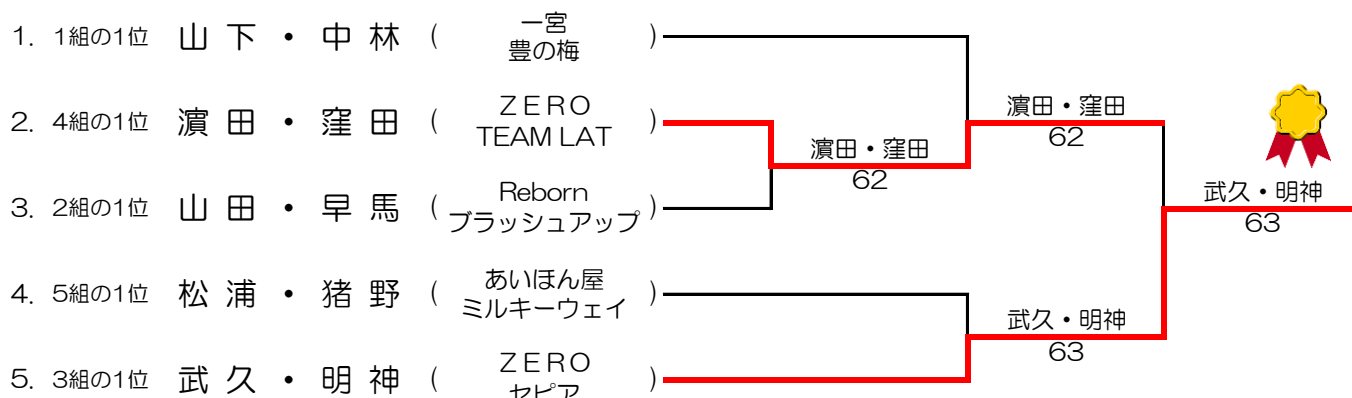 1. 1組の1位 山下・中林 ( 一宮
豊の梅 )
2. 4組の1位 濵田・窪田 ( ZERO
TEAM LAT )
3. 2組の1位 山田・早馬 ( Reborn
ブラッシュアップ )
4. 5組の1位 松浦・猪野 ( あいほん屋
ミルキーウェイ )
5. 3組の1位 武久・明神 ( ZERO
セピア )
濵田・窪田
62
濵田・窪田
62
武久・明神
63
武久・明神
63